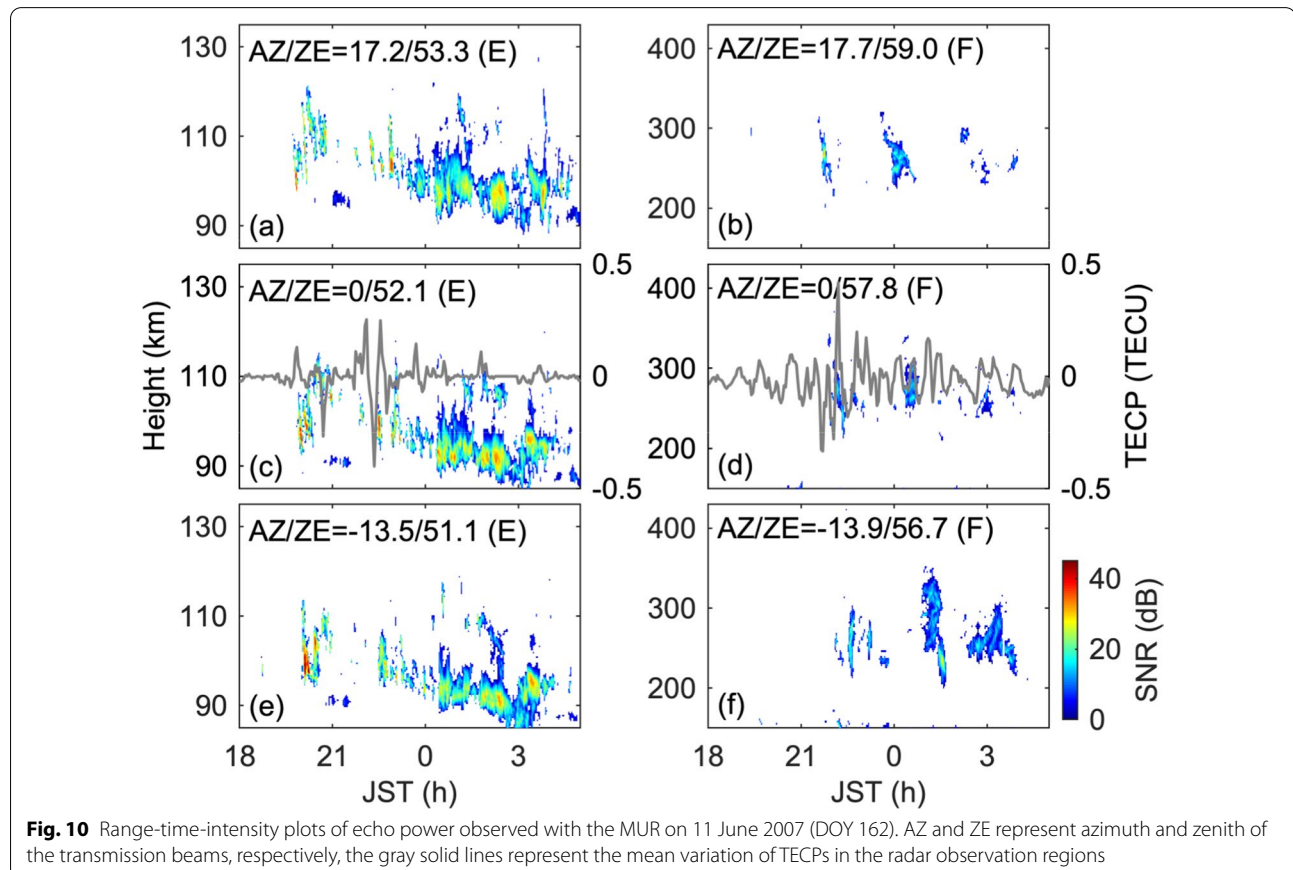 130
110
90
AZ/ZE=17.2/53.3 (E)
(a)
400
300
200
AZ/ZE=17.7/59.0 (F)
(b)
Height (km)
130
110
90
AZ/ZE=0/52.1 (E)
(c)
0.5
0
-0.5
400
300
200
AZ/ZE=0/57.8 (F)
(d)
0.5
0
-0.5
TECP (TECU)
130
110
90
AZ/ZE=-13.5/51.1 (E)
(e)
18 21 0 3
JST (h)
400
300
200
AZ/ZE=-13.9/56.7 (F)
(f)
18 21 0 3
JST (h)
40
20
0
SNR (dB)
Fig. 10 Range-time-intensity plots of echo power observed with the MUR on 11 June 2007 (DOY 162). AZ and ZE represent azimuth and zenith of
the transmission beams, respectively, the gray solid lines represent the mean variation of TECPs in the radar observation regions